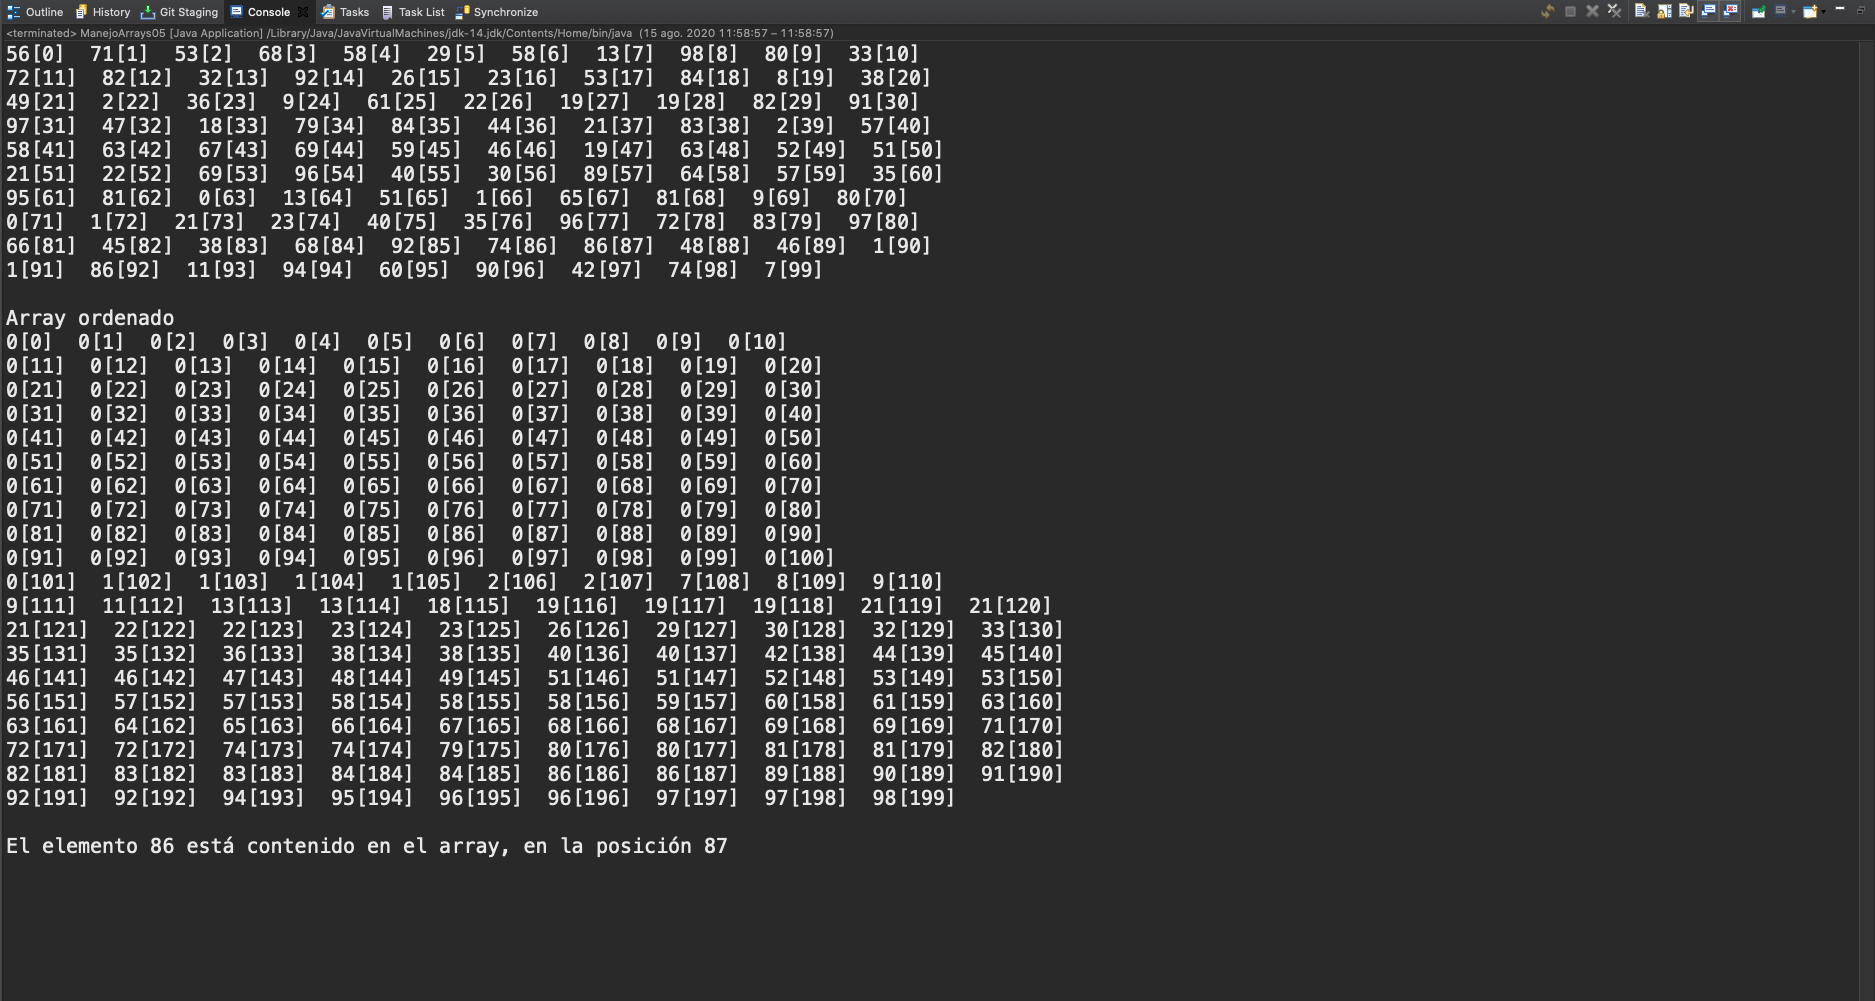 Outline History Git Staging Console Tasks Task List Synchronize
<terminated> ManejoArrays05 [Java Application] /Library/Java/JavaVirtualMachines/jdk-14.jdk/Contents/Home/bin/java (15 ago. 2020 11:58:57 – 11:58:57)
56[0] 71[1] 53[2] 68[3] 58[4] 29[5] 58[6] 13[7] 98[8] 80[9] 33[10]
72[11] 82[12] 32[13] 92[14] 26[15] 23[16] 53[17] 84[18] 8[19] 38[20]
49[21] 2[22] 36[23] 9[24] 61[25] 22[26] 19[27] 19[28] 82[29] 91[30]
97[31] 47[32] 18[33] 79[34] 84[35] 44[36] 21[37] 83[38] 2[39] 57[40]
58[41] 63[42] 67[43] 69[44] 59[45] 46[46] 19[47] 63[48] 52[49] 51[50]
21[51] 22[52] 69[53] 96[54] 40[55] 30[56] 89[57] 64[58] 57[59] 35[60]
95[61] 81[62] 0[63] 13[64] 51[65] 1[66] 65[67] 81[68] 9[69] 80[70]
0[71] 1[72] 21[73] 23[74] 40[75] 35[76] 96[77] 72[78] 83[79] 97[80]
66[81] 45[82] 38[83] 68[84] 92[85] 74[86] 86[87] 48[88] 46[89] 1[90]
1[91] 86[92] 11[93] 94[94] 60[95] 90[96] 42[97] 74[98] 7[99]
Array ordenado
0[0] 0[1] 0[2] 0[3] 0[4] 0[5] 0[6] 0[7] 0[8] 0[9] 0[10]
0[11] 0[12] 0[13] 0[14] 0[15] 0[16] 0[17] 0[18] 0[19] 0[20]
0[21] 0[22] 0[23] 0[24] 0[25] 0[26] 0[27] 0[28] 0[29] 0[30]
0[31] 0[32] 0[33] 0[34] 0[35] 0[36] 0[37] 0[38] 0[39] 0[40]
0[41] 0[42] 0[43] 0[44] 0[45] 0[46] 0[47] 0[48] 0[49] 0[50]
0[51] 0[52] 0[53] 0[54] 0[55] 0[56] 0[57] 0[58] 0[59] 0[60]
0[61] 0[62] 0[63] 0[64] 0[65] 0[66] 0[67] 0[68] 0[69] 0[70]
0[71] 0[72] 0[73] 0[74] 0[75] 0[76] 0[77] 0[78] 0[79] 0[80]
0[81] 0[82] 0[83] 0[84] 0[85] 0[86] 0[87] 0[88] 0[89] 0[90]
0[91] 0[92] 0[93] 0[94] 0[95] 0[96] 0[97] 0[98] 0[99] 0[100]
0[101] 1[102] 1[103] 1[104] 1[105] 2[106] 2[107] 7[108] 8[109] 9[110]
9[111] 11[112] 13[113] 13[114] 18[115] 19[116] 19[117] 19[118] 21[119] 21[120]
21[121] 22[122] 22[123] 23[124] 23[125] 26[126] 29[127] 30[128] 32[129] 33[130]
35[131] 35[132] 36[133] 38[134] 38[135] 40[136] 40[137] 42[138] 44[139] 45[140]
46[141] 46[142] 47[143] 48[144] 49[145] 51[146] 51[147] 52[148] 53[149] 53[150]
56[151] 57[152] 57[153] 58[154] 58[155] 58[156] 59[157] 60[158] 61[159] 63[160]
63[161] 64[162] 65[163] 66[164] 67[165] 68[166] 68[167] 69[168] 69[169] 71[170]
72[171] 72[172] 74[173] 74[174] 79[175] 80[176] 80[177] 81[178] 81[179] 82[180]
82[181] 83[182] 83[183] 84[184] 84[185] 86[186] 86[187] 89[188] 90[189] 91[190]
92[191] 92[192] 94[193] 95[194] 96[195] 96[196] 97[197] 97[198] 98[199]
El elemento 86 está contenido en el array, en la posición 87